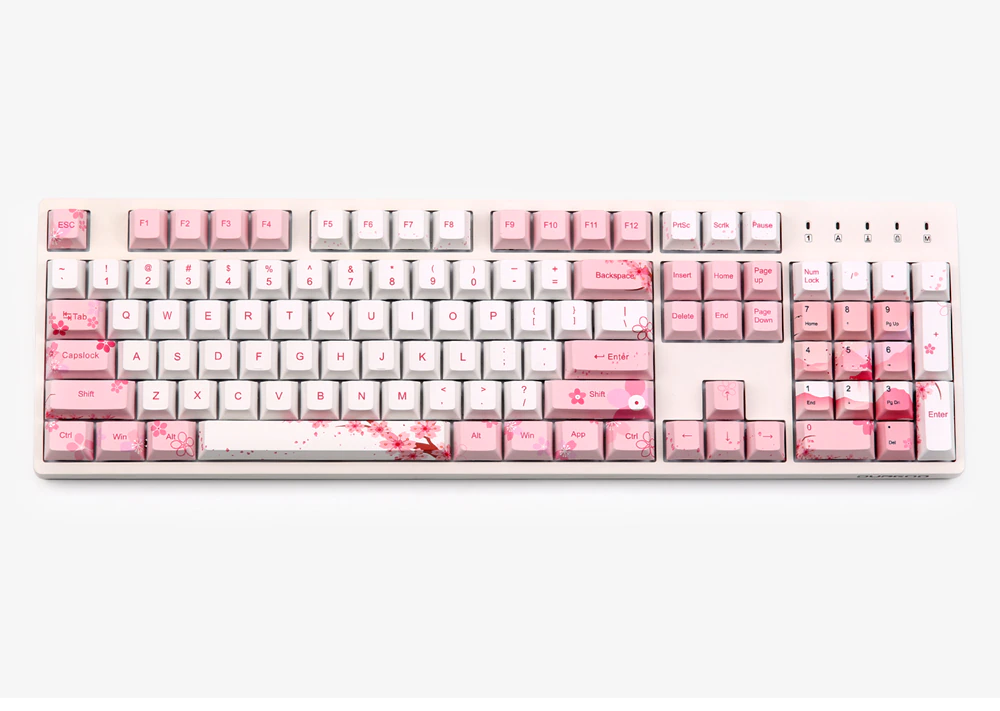 ESC F1 F2 F3 F4 F5 F6 F7 F8 F9 F10 F11 F12 PrtSc Scrlk Pause
1 A M
~ ! @ # $ % ^ & * ( ) - + Backspace Insert Home Page up Num Lock
` 1 2 3 4 5 6 7 8 9 0 - =
Tab Q W E R T Y U I O P { [ } | \ Delete End Page Down 7 Home 8 9 Pg Up +
Capslock A S D F G H J K L : ; " ← Enter 4 5 6
Shift Z X C V B N M < , > . ? / Shift ↑ 1 End 2 3 Pg Dn Enter
Ctrl Win Alt Alt Win App Ctrl ← ↓ → 0 . Del